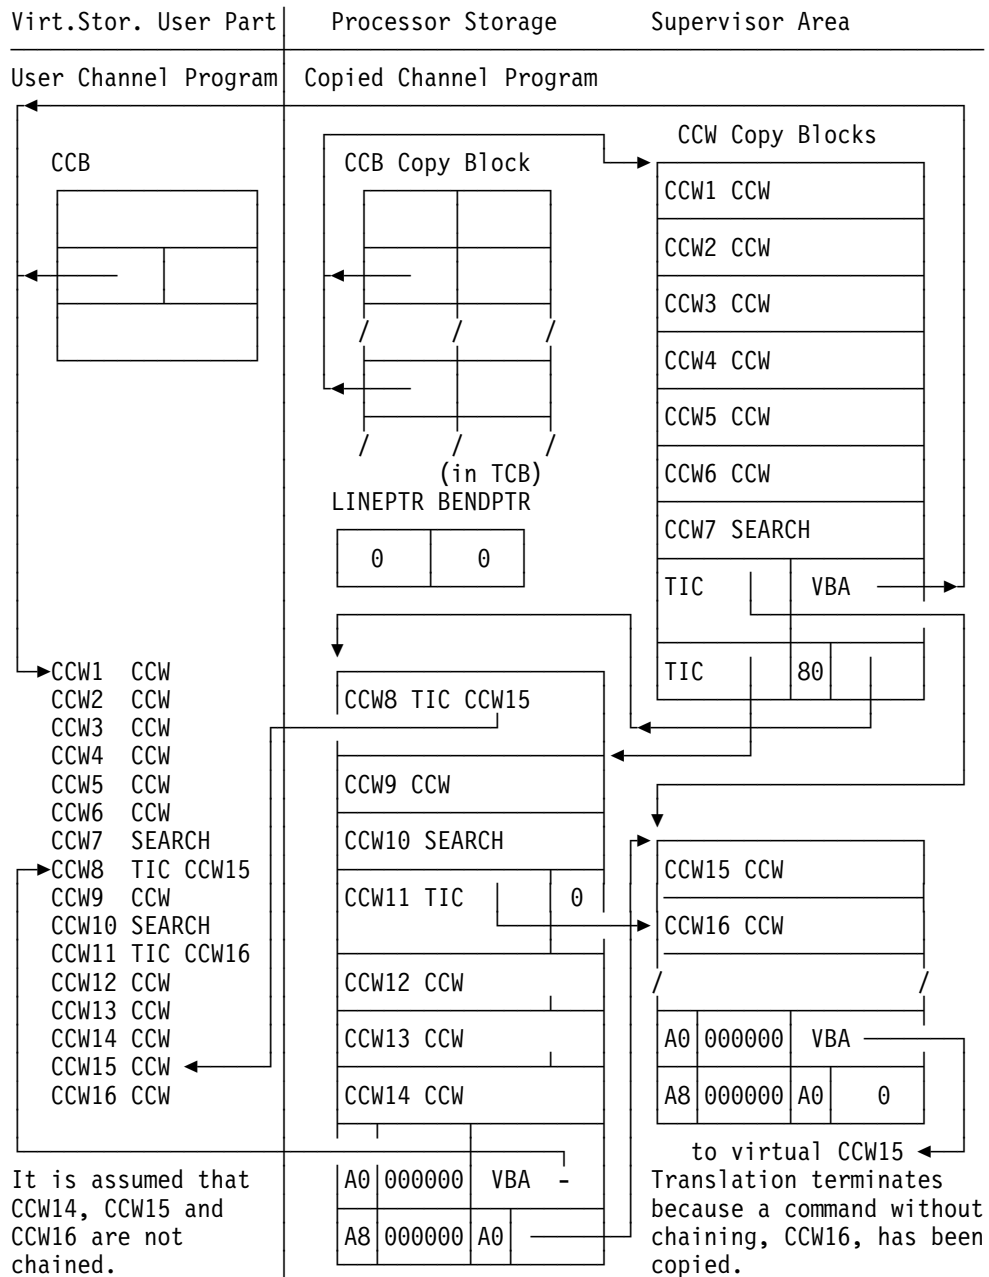 Virt.Stor. User Part Processor Storage Supervisor Area
User Channel Program Copied Channel Program
CCW Copy Blocks
CCB CCB Copy Block
CCW1 CCW
CCW2 CCW
CCW3 CCW
CCW4 CCW
CCW5 CCW
CCW6 CCW
CCW7 SEARCH
TIC VBA
TIC 80
(in TCB)
LINEPTR BENDPTR
0 0
CCW1 CCW
CCW2 CCW
CCW3 CCW
CCW4 CCW
CCW5 CCW
CCW6 CCW
CCW7 SEARCH
CCW8 TIC CCW15
CCW9 CCW
CCW10 SEARCH
CCW11 TIC CCW16
CCW12 CCW
CCW13 CCW
CCW14 CCW
CCW15 CCW
CCW16 CCW
CCW8 TIC CCW15
CCW9 CCW
CCW10 SEARCH
CCW11 TIC 0
CCW12 CCW
CCW13 CCW
CCW14 CCW
A0 000000 VBA -
A8 000000 A0
CCW15 CCW
CCW16 CCW
/ /
A0 000000 VBA
A8 000000 A0 0
to virtual CCW15
It is assumed that
CCW14, CCW15 and
CCW16 are not
chained.
Translation terminates
because a command without
chaining, CCW16, has been
copied.